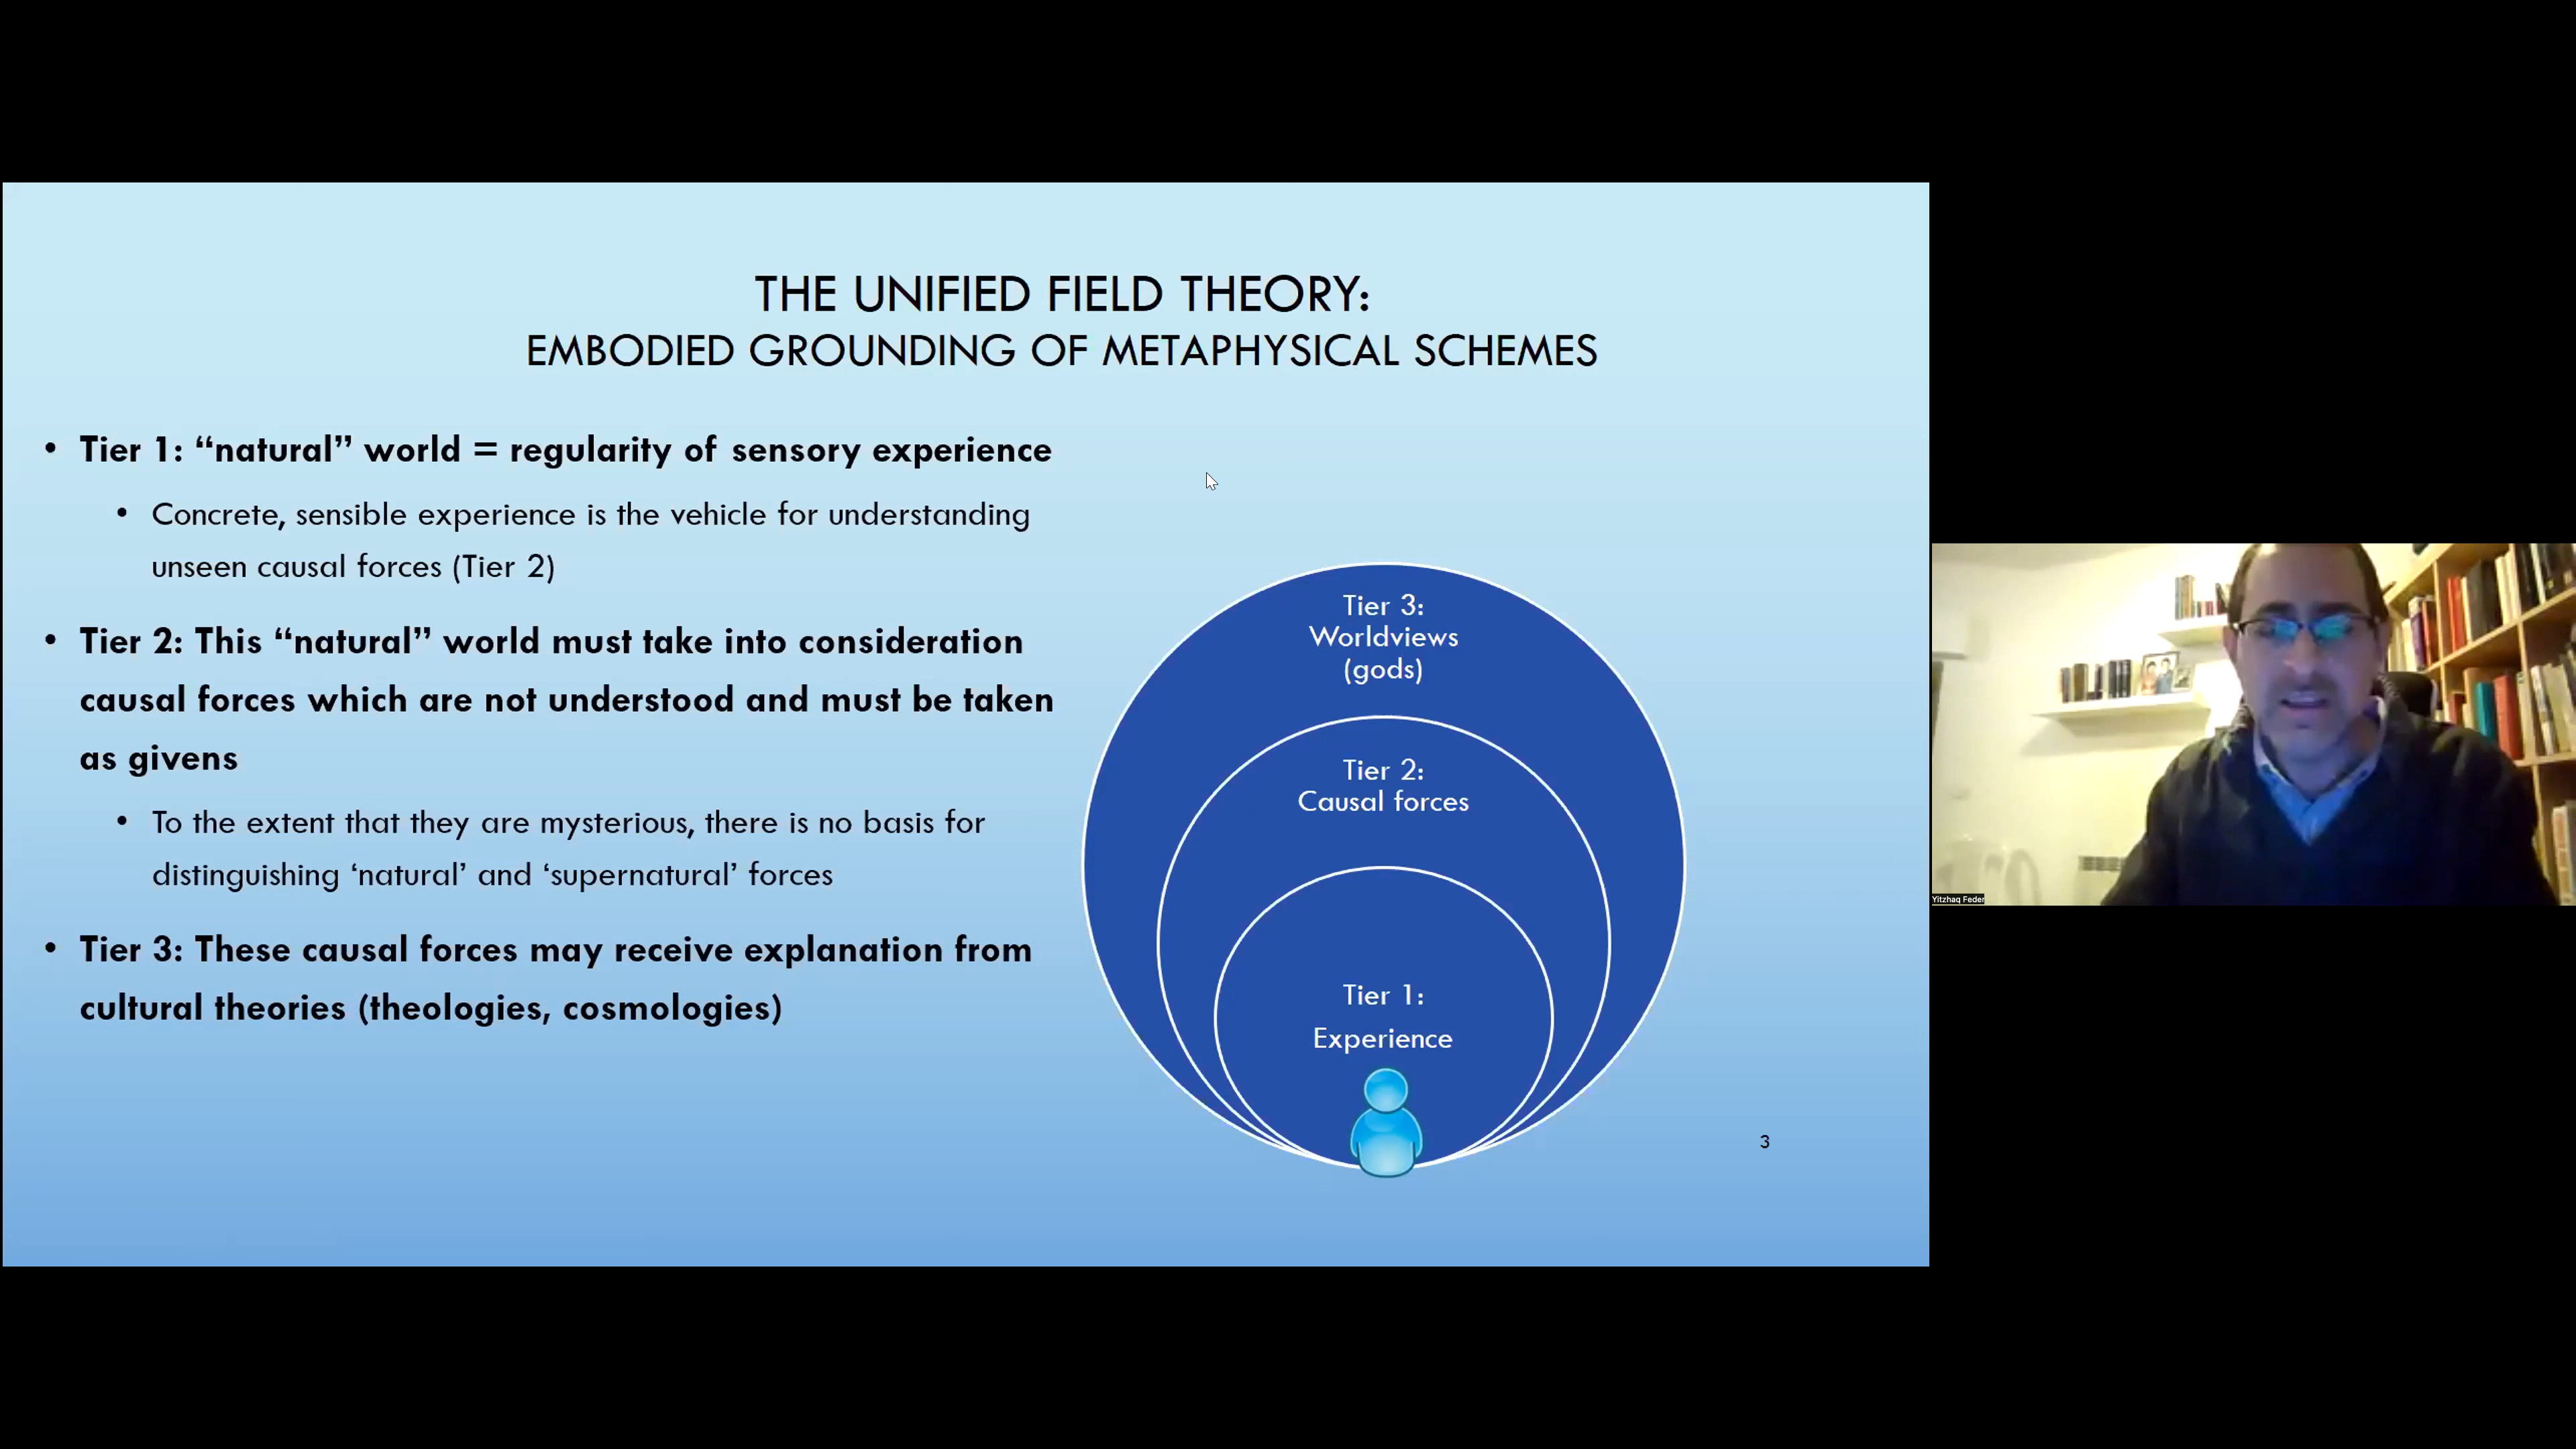 THE UNIFIED FIELD THEORY:
EMBODIED GROUNDING OF METAPHYSICAL SCHEMES
• Tier 1: “natural” world = regularity of sensory experience
• Concrete, sensible experience is the vehicle for understanding
unseen causal forces (Tier 2)
• Tier 2: This “natural” world must take into consideration
causal forces which are not understood and must be taken
as givens
• To the extent that they are mysterious, there is no basis for
distinguishing ‘natural’ and ‘supernatural’ forces
• Tier 3: These causal forces may receive explanation from
cultural theories (theologies, cosmologies)
Tier 3:
Worldviews
(gods)
Tier 2:
Causal forces
Tier 1:
Experience
3
Yitzhaq Feder